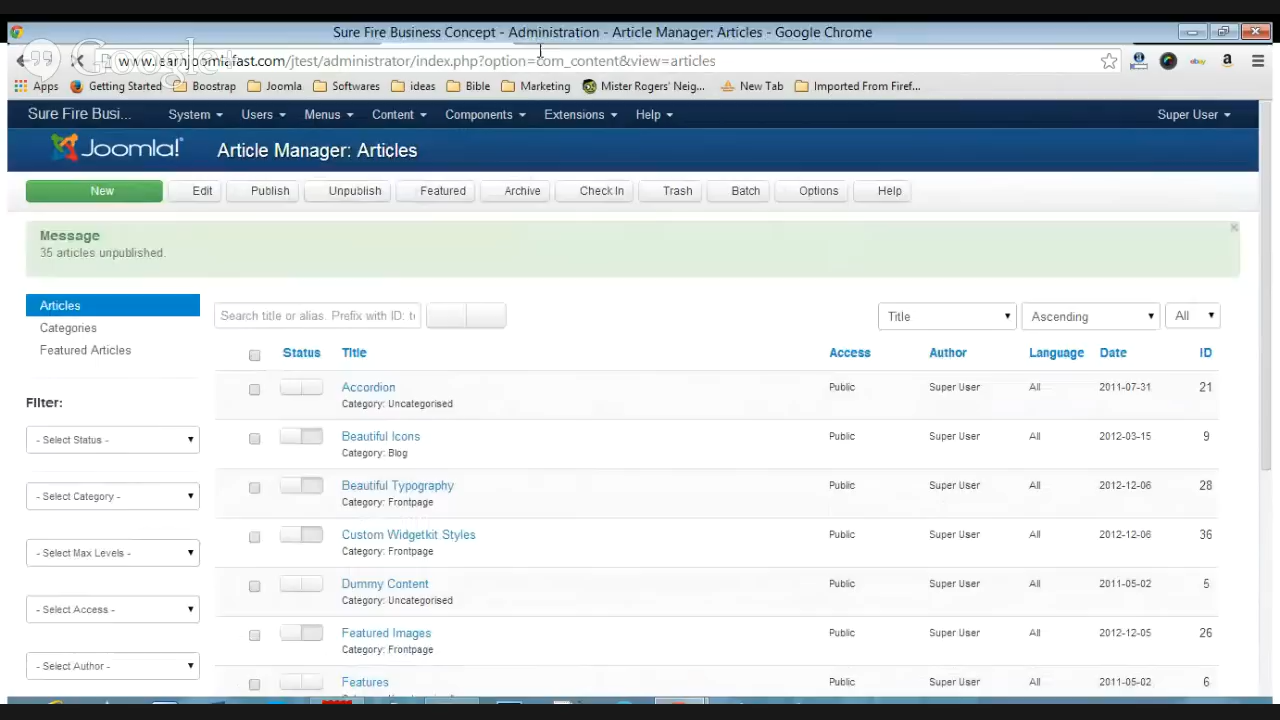 Sure Fire Business Concept - Administration - Article Manager: Articles - Google Chrome
Google+
www.learnjoomlafast.com/jtest/administrator/index.php?option=com_content&view=articles
Apps Getting Started Boostrap Joomla Softwares ideas Bible Marketing Mister Rogers' Neig... New Tab Imported From Firef...
Sure Fire Busi... System Users Menus Content Components Extensions Help Super User
Joomla! Article Manager: Articles
New Edit Publish Unpublish Featured Archive Check In Trash Batch Options Help
Message
35 articles unpublished.
Articles
Categories
Featured Articles
Filter:
- Select Status -
- Select Category -
- Select Max Levels -
- Select Access -
- Select Author -
Search title or alias. Prefix with ID: Title Ascending All
Status Title Access Author Language Date ID
Accordion Public Super User All 2011-07-31 21
Category: Uncategorised
Beautiful Icons Public Super User All 2012-03-15 9
Category: Blog
Beautiful Typography Public Super User All 2012-12-06 28
Category: Frontpage
Custom Widgetkit Styles Public Super User All 2012-12-06 36
Category: Frontpage
Dummy Content Public Super User All 2011-05-02 5
Category: Uncategorised
Featured Images Public Super User All 2012-12-05 26
Category: Frontpage
Features Public Super User All 2011-05-02 6